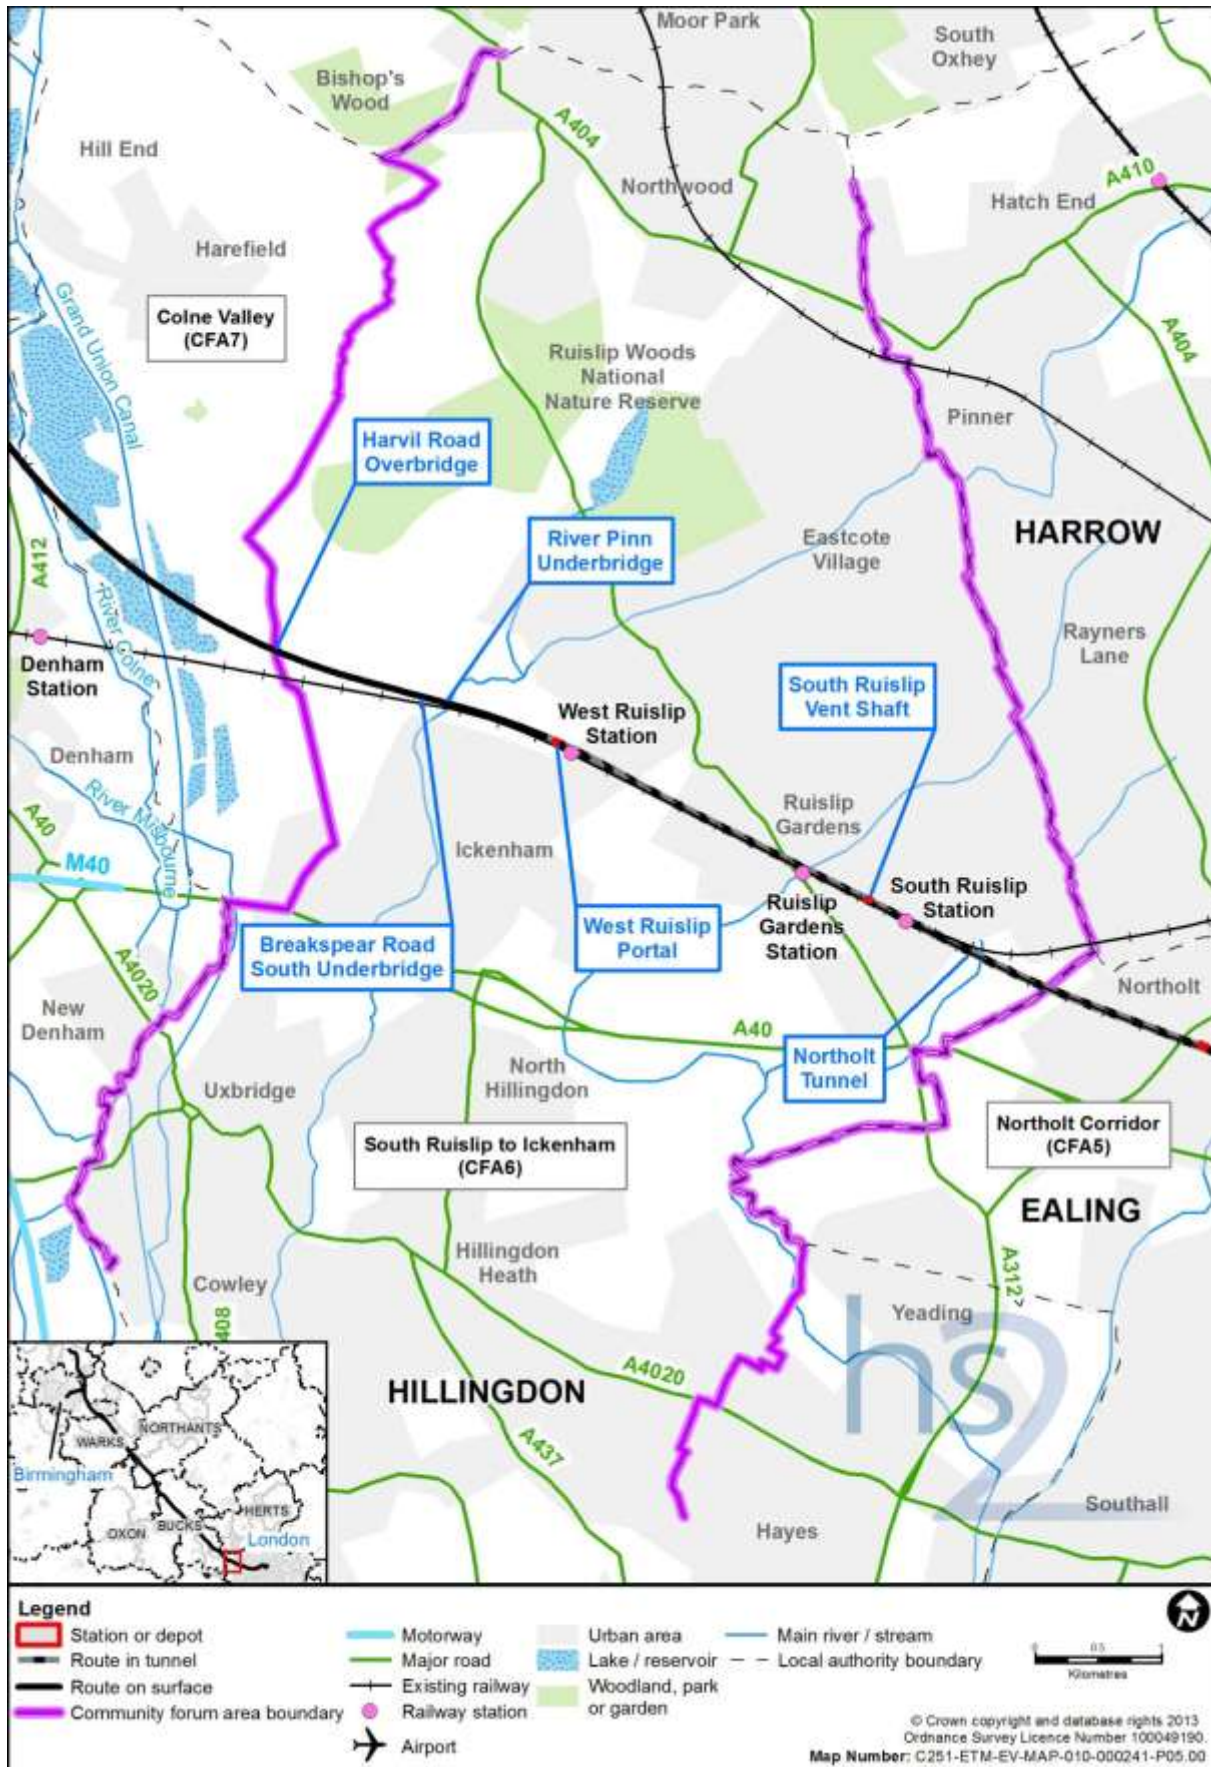 Moor Park
South
Oxhey
Bishop's
Wood
A404
Hill End
Northwood
A410
Hatch End
Harefield
Grand Union Canal
Colne Valley
(CFA7)
A404
Ruislip Woods
National
Nature Reserve
Pinner
Harvil Road
Overbridge
River Pinn
Underbridge
Eastcote
Village
HARROW
A412
River Colne
Rayners
Lane
Denham
Station
South Ruislip
Vent Shaft
West Ruislip
Station
Denham
River Misbourne
Ruislip
Gardens
A40
M40
Ickenham
South Ruislip
Station
Ruislip
Gardens
Station
West Ruislip
Portal
Breakspear Road
South Underbridge
A4020
Northolt
New
Denham
A40
North
Hillingdon
Northolt
Tunnel
Uxbridge
South Ruislip to Ickenham
(CFA6)
Northolt Corridor
(CFA5)
EALING
Hillingdon
Heath
A312
Cowley
Yeading
408
hs2
A4020
HILLINGDON
A437
Southall
Hayes
NORTHANTS
WARKS
Birmingham
HERTS
OXON
BUCKS
London
Legend
Station or depot
Route in tunnel
Route on surface
Community forum area boundary
Motorway
Major road
Existing railway
Railway station
Airport
Urban area
Lake / reservoir
Woodland, park
or garden
Main river / stream
Local authority boundary
N
0 0.5 1
Kilometres
© Crown copyright and database rights 2013
Ordnance Survey Licence Number 100049190.
Map Number: C251-ETM-EV-MAP-010-000241-P05.00